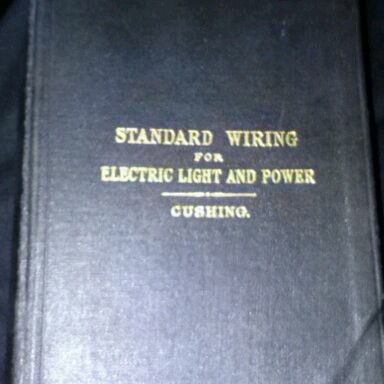 STANDARD WIRING
FOR
ELECTRIC LIGHT AND POWER
CUSHING.